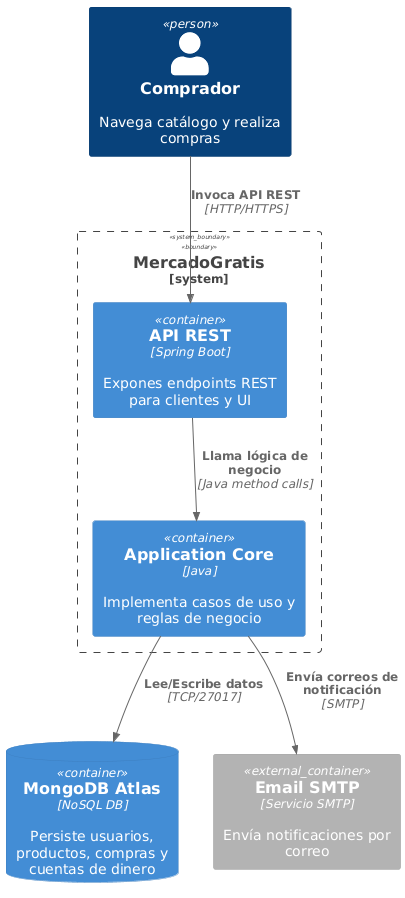 «person»
Comprador
Navega catálogo y realiza
compras
Invoca API REST
[HTTP/HTTPS]
«system_boundary»
«boundary»
MercadoGratis
[system]
«container»
API REST
[Spring Boot]
Expones endpoints REST
para clientes y UI
Llama lógica de
negocio
[Java method calls]
«container»
Application Core
[Java]
Implementa casos de uso y
reglas de negocio
Lee/Escribe datos
[TCP/27017]
Envía correos de
notificación
[SMTP]
«container»
MongoDB Atlas
[NoSQL DB]
Persiste usuarios,
productos, compras y
cuentas de dinero
«external_container»
Email SMTP
[Servicio SMTP]
Envía notificaciones por
correo